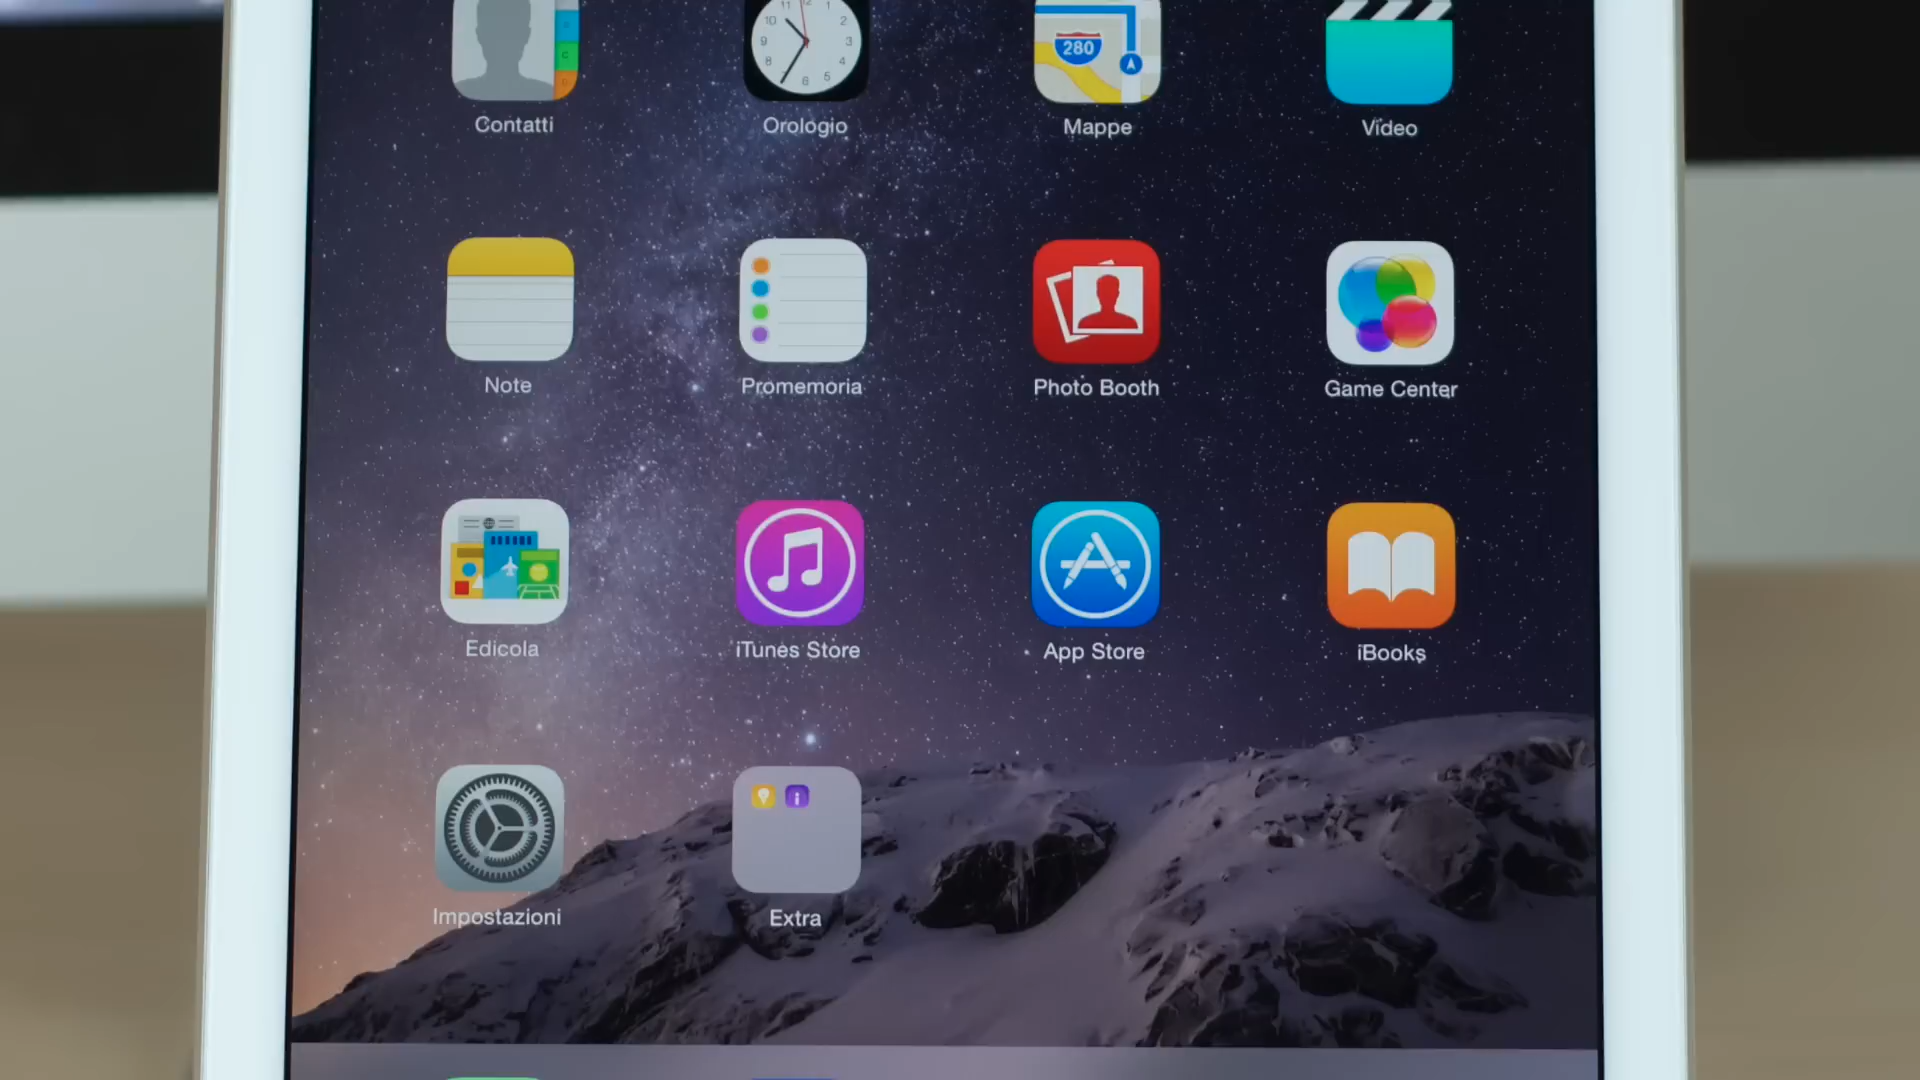 Contatti
Orologio
280
Mappe
Video
Note
Promemoria
Photo Booth
Game Center
Edicola
iTunes Store
App Store
iBooks
Impostazioni
Extra